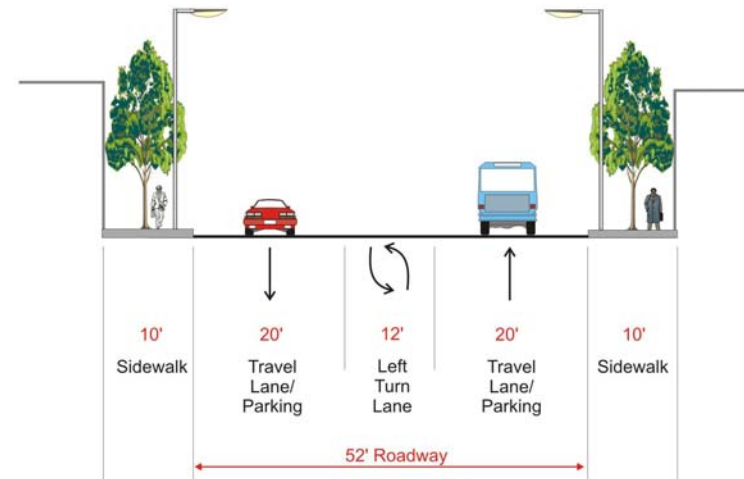 10'
Sidewalk
20'
Travel
Lane/
Parking
12'
Left
Turn
Lane
20'
Travel
Lane/
Parking
10'
Sidewalk
52' Roadway